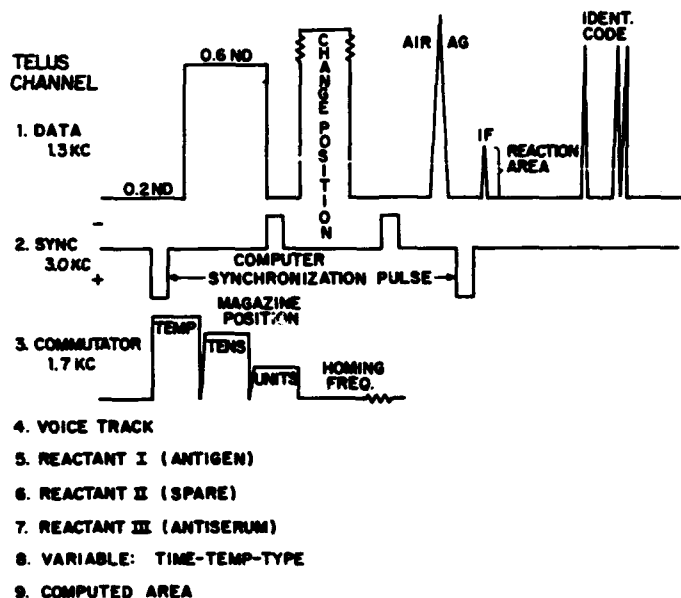 TELUS
CHANNEL
1. DATA
1.3 KC
0.2 ND
0.6 ND
CHANGE POSITION
AIR AG
IF
REACTION
AREA
IDENT.
CODE
2. SYNC
3.0 KC
-
+
COMPUTER
SYNCHRONIZATION PULSE
3. COMMUTATOR
1.7 KC
TEMP
MAGAZINE
POSITION
TENS
UNITS
HOMING
FREQ.
4. VOICE TRACK
5. REACTANT I (ANTIGEN)
6. REACTANT II (SPARE)
7. REACTANT III (ANTISERUM)
8. VARIABLE: TIME-TEMP-TYPE
9. COMPUTED AREA